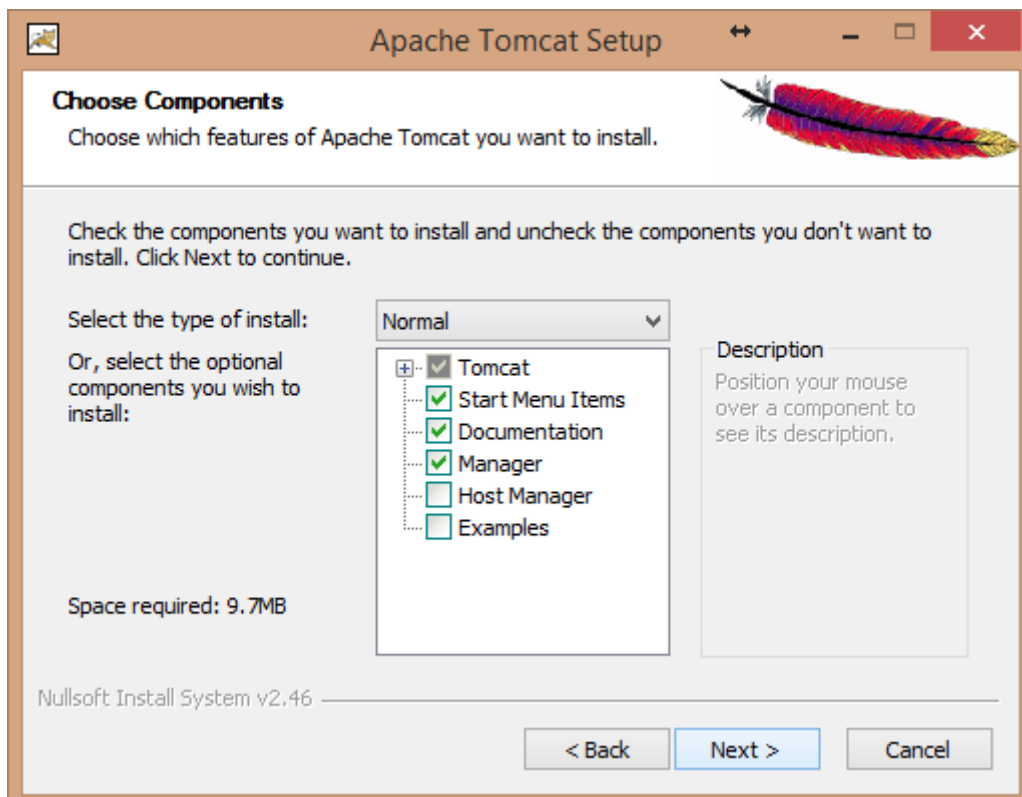 Apache Tomcat Setup
Choose Components
Choose which features of Apache Tomcat you want to install.
Check the components you want to install and uncheck the components you don't want to
install. Click Next to continue.
Select the type of install:
Normal
Or, select the optional
components you wish to
install:
Tomcat
Start Menu Items
Documentation
Manager
Host Manager
Examples
Description
Position your mouse
over a component to
see its description.
Space required: 9.7MB
Nullsoft Install System v2.46
< Back
Next >
Cancel